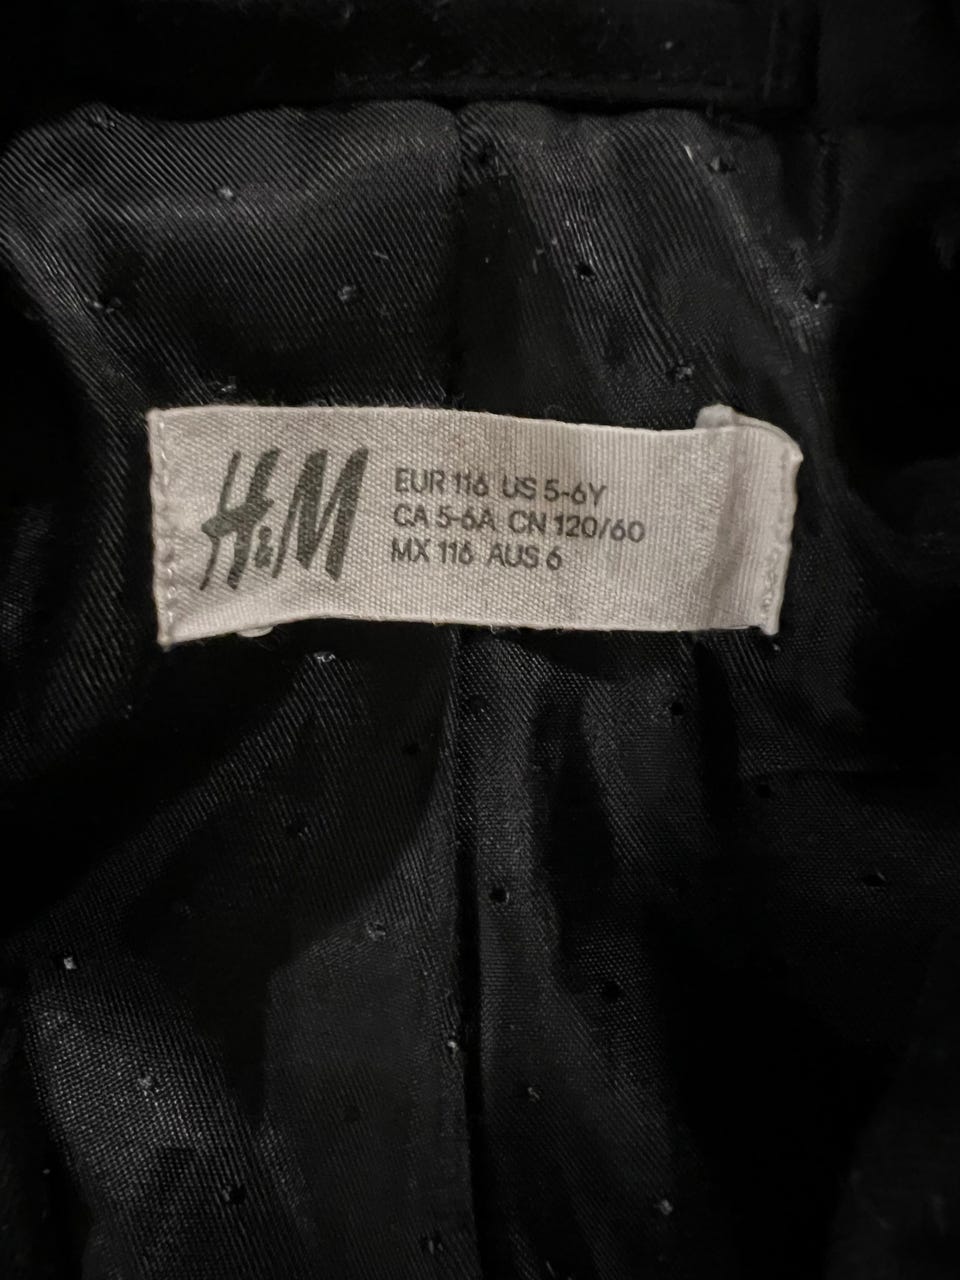 H&M
EUR 116 US 5-6Y
CA 5-6A CN 120/60
MX 116 AUS 6